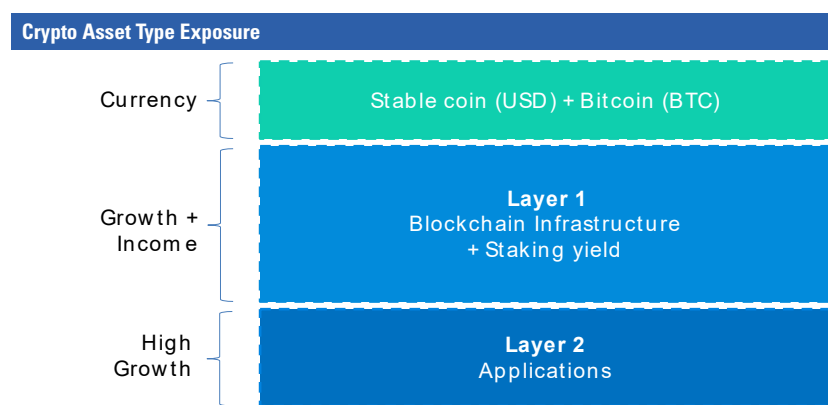 Crypto Asset Type Exposure
Currency
Stable coin (USD) + Bitcoin (BTC)
Growth +
Income
Layer 1
Blockchain Infrastructure
+ Staking yield
High
Growth
Layer 2
Applications